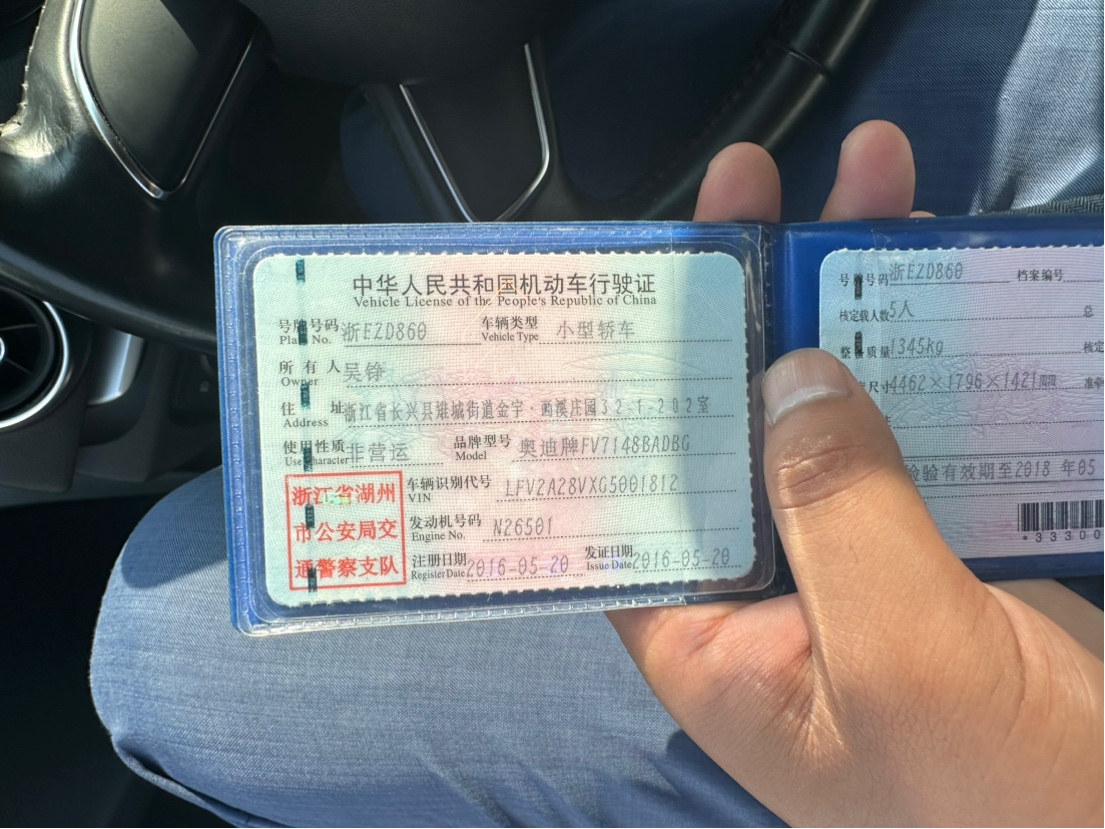 中华人民共和国机动车行驶证
Vehicle License of the People's Republic of China
号牌号码 浙EZD860 车辆类型 小型轿车
Plate No. Vehicle Type
所有人 吴铮
Owner
住址 浙江省长兴县雉城街道金宇·画溪庄园32-1-202室
Address
使用性质 非营运 品牌型号 奥迪牌FV7148BADBG
Use Character Model
浙江省湖州
市公安局交
通警察支队
车辆识别代号 LFV2A28VXG5001812
VIN
发动机号码 N26501
Engine No.
注册日期 2016-05-20 发证日期 2016-05-20
Register Date Issue Date
号牌号码 浙EZD860 档案编号
核定载人数 5人 总
整备质量 1345kg 核定
尺寸 4462×1796×1421 准牵
检验有效期至2018 年05
*33300